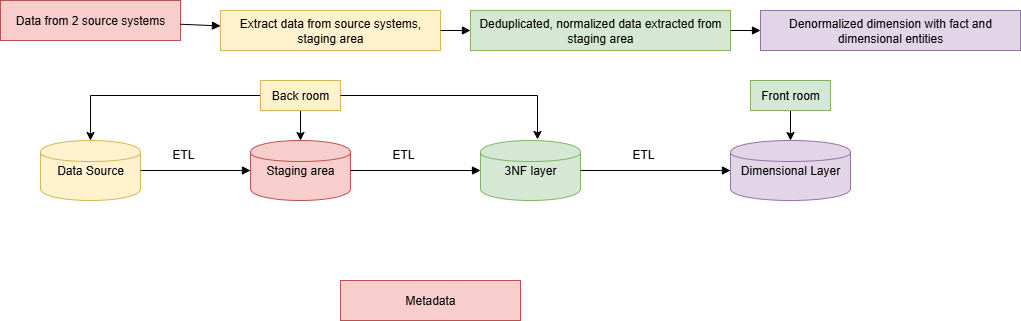 Data from 2 source systems
Extract data from source systems,
staging area
Deduplicated, normalized data extracted from
staging area
Denormalized dimension with fact and
dimensional entities
Back room
Front room
ETL
ETL
ETL
Data Source
Staging area
3NF layer
Dimensional Layer
Metadata